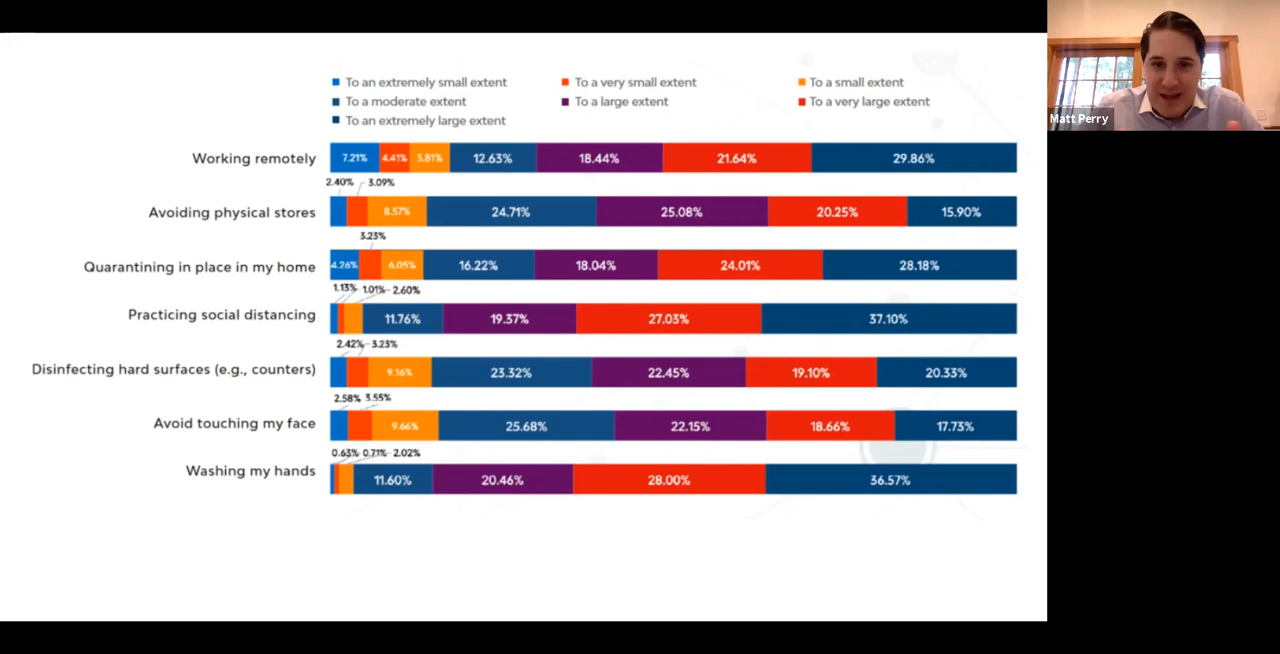 To an extremely small extent To a very small extent To a small extent
To a moderate extent To a large extent To a very large extent
To an extremely large extent
Matt Perry
Working remotely 7.21% 4.41% 5.81% 12.63% 18.44% 21.64% 29.86%
2.40% 3.09%
Avoiding physical stores 8.57% 24.71% 25.08% 20.25% 15.90%
3.23%
Quarantining in place in my home 4.26% 6.05% 16.22% 18.04% 24.01% 28.18%
1.13% 1.01% 2.60%
Practicing social distancing 11.76% 19.37% 27.03% 37.10%
2.42% 3.23%
Disinfecting hard surfaces (e.g., counters) 9.16% 23.32% 22.45% 19.10% 20.33%
2.58% 3.55%
Avoid touching my face 9.66% 25.68% 22.15% 18.66% 17.73%
0.63% 0.71% 2.02%
Washing my hands 11.60% 20.46% 28.00% 36.57%